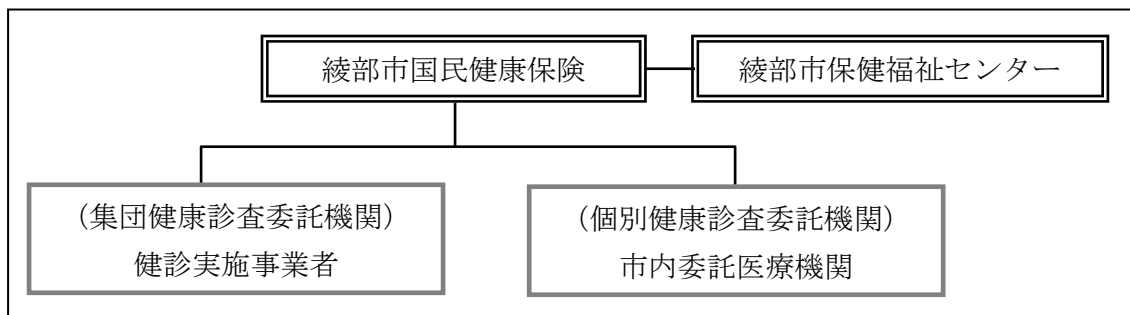 綾部市国民健康保険
綾部市保健福祉センター
（集団健康診査委託機関）
健診実施事業者
（個別健康診査委託機関）
市内委託医療機関